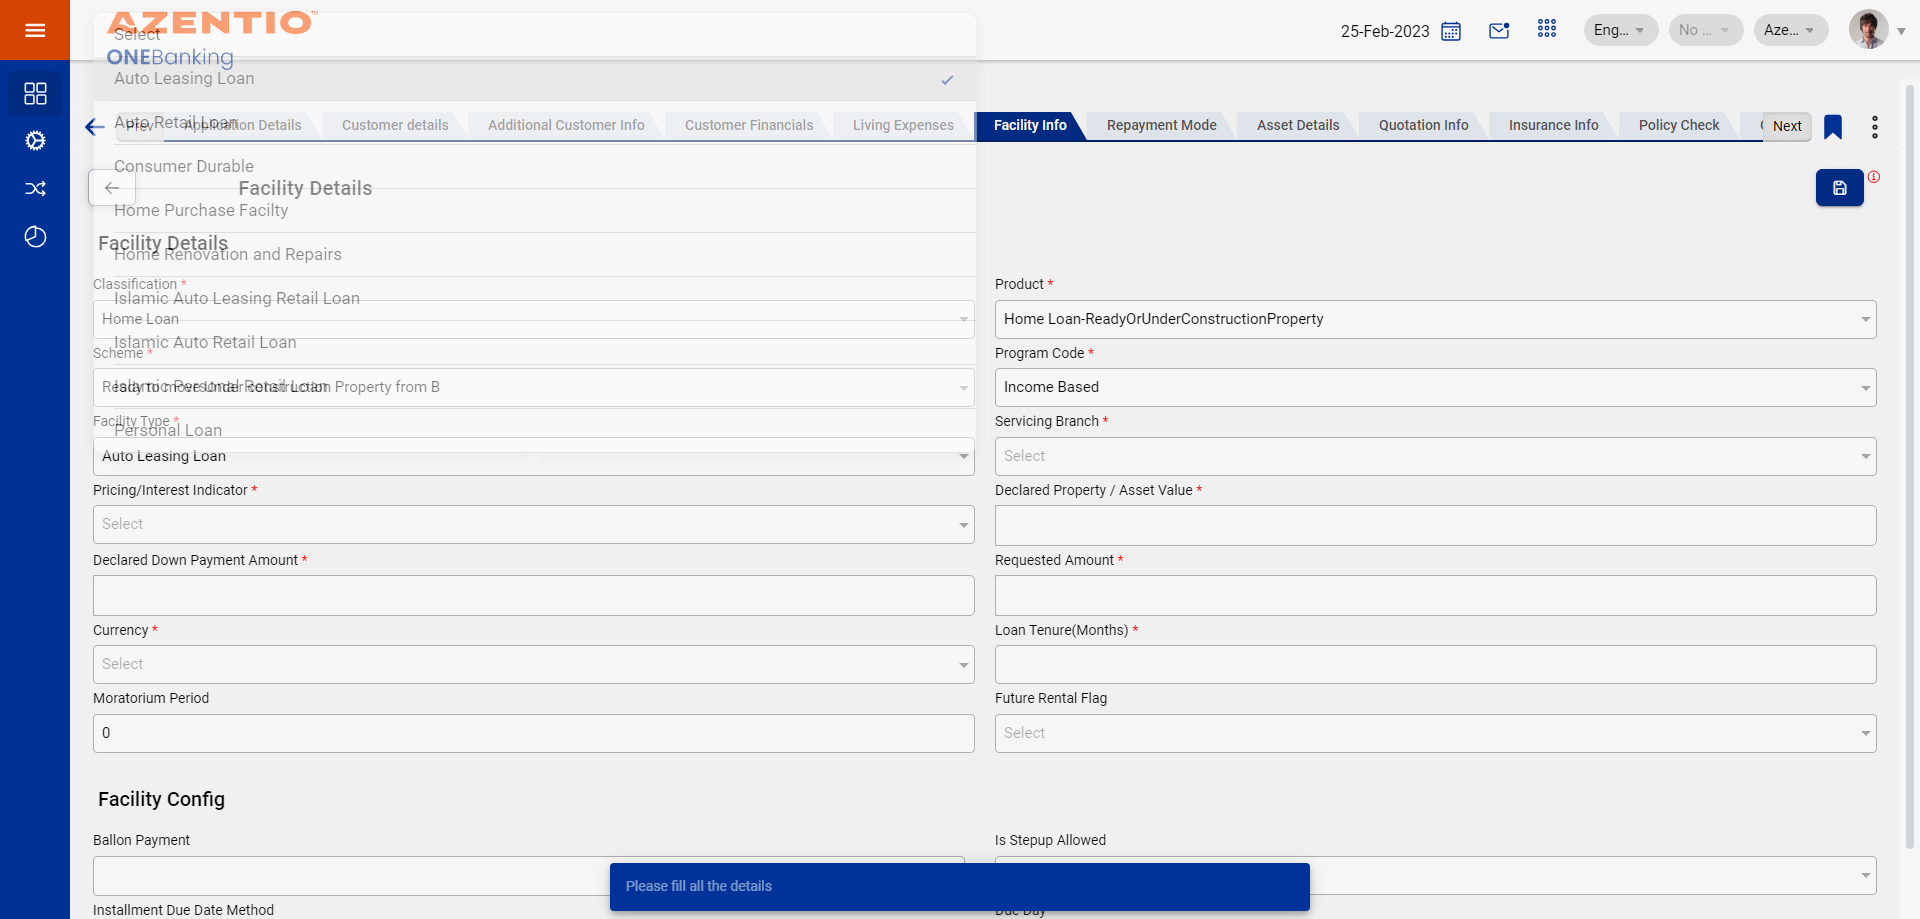 AZENTIO™
ONEBanking
25-Feb-2023
Eng...
No ...
Aze...
Select
Auto Leasing Loan
Auto Retail Loan
Consumer Durable
Home Purchase Facilty
Home Renovation and Repairs
Islamic Auto Leasing Retail Loan
Islamic Auto Retail Loan
Islamic Personal Retail Loan
Personal Loan
Prev
Application Details
Customer details
Additional Customer Info
Customer Financials
Living Expenses
Facility Info
Repayment Mode
Asset Details
Quotation Info
Insurance Info
Policy Check
Next
Facility Details
Facility Details
Classification *
Home Loan
Product *
Home Loan-ReadyOrUnderConstructionProperty
Scheme *
Ready to move Under construction Property from B
Program Code *
Income Based
Facility Type *
Auto Leasing Loan
Servicing Branch *
Select
Pricing/Interest Indicator *
Select
Declared Property / Asset Value *
Declared Down Payment Amount *
Requested Amount *
Currency *
Select
Loan Tenure(Months) *
Moratorium Period
0
Future Rental Flag
Select
Facility Config
Ballon Payment
Is Stepup Allowed
Please fill all the details
Installment Due Date Method
Due Day